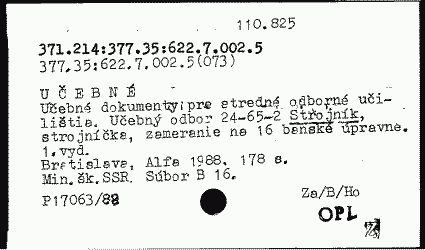 110.825
371.214:377.35:622.7.002.5
377.35:622.7.002.5(073)
U Č E B N É
Učebné dokumenty pre stredné odborné uči-
lištia. Učebný odbor 24-65-2 Strojník,
strojníčka, zameranie na 16 banské úpravne.
1.vyd.
Bratislava, Alfa 1988. 178 s.
Min.šk.SSR. Súbor B 16.
P17063/88
Za/B/Ho
OPL